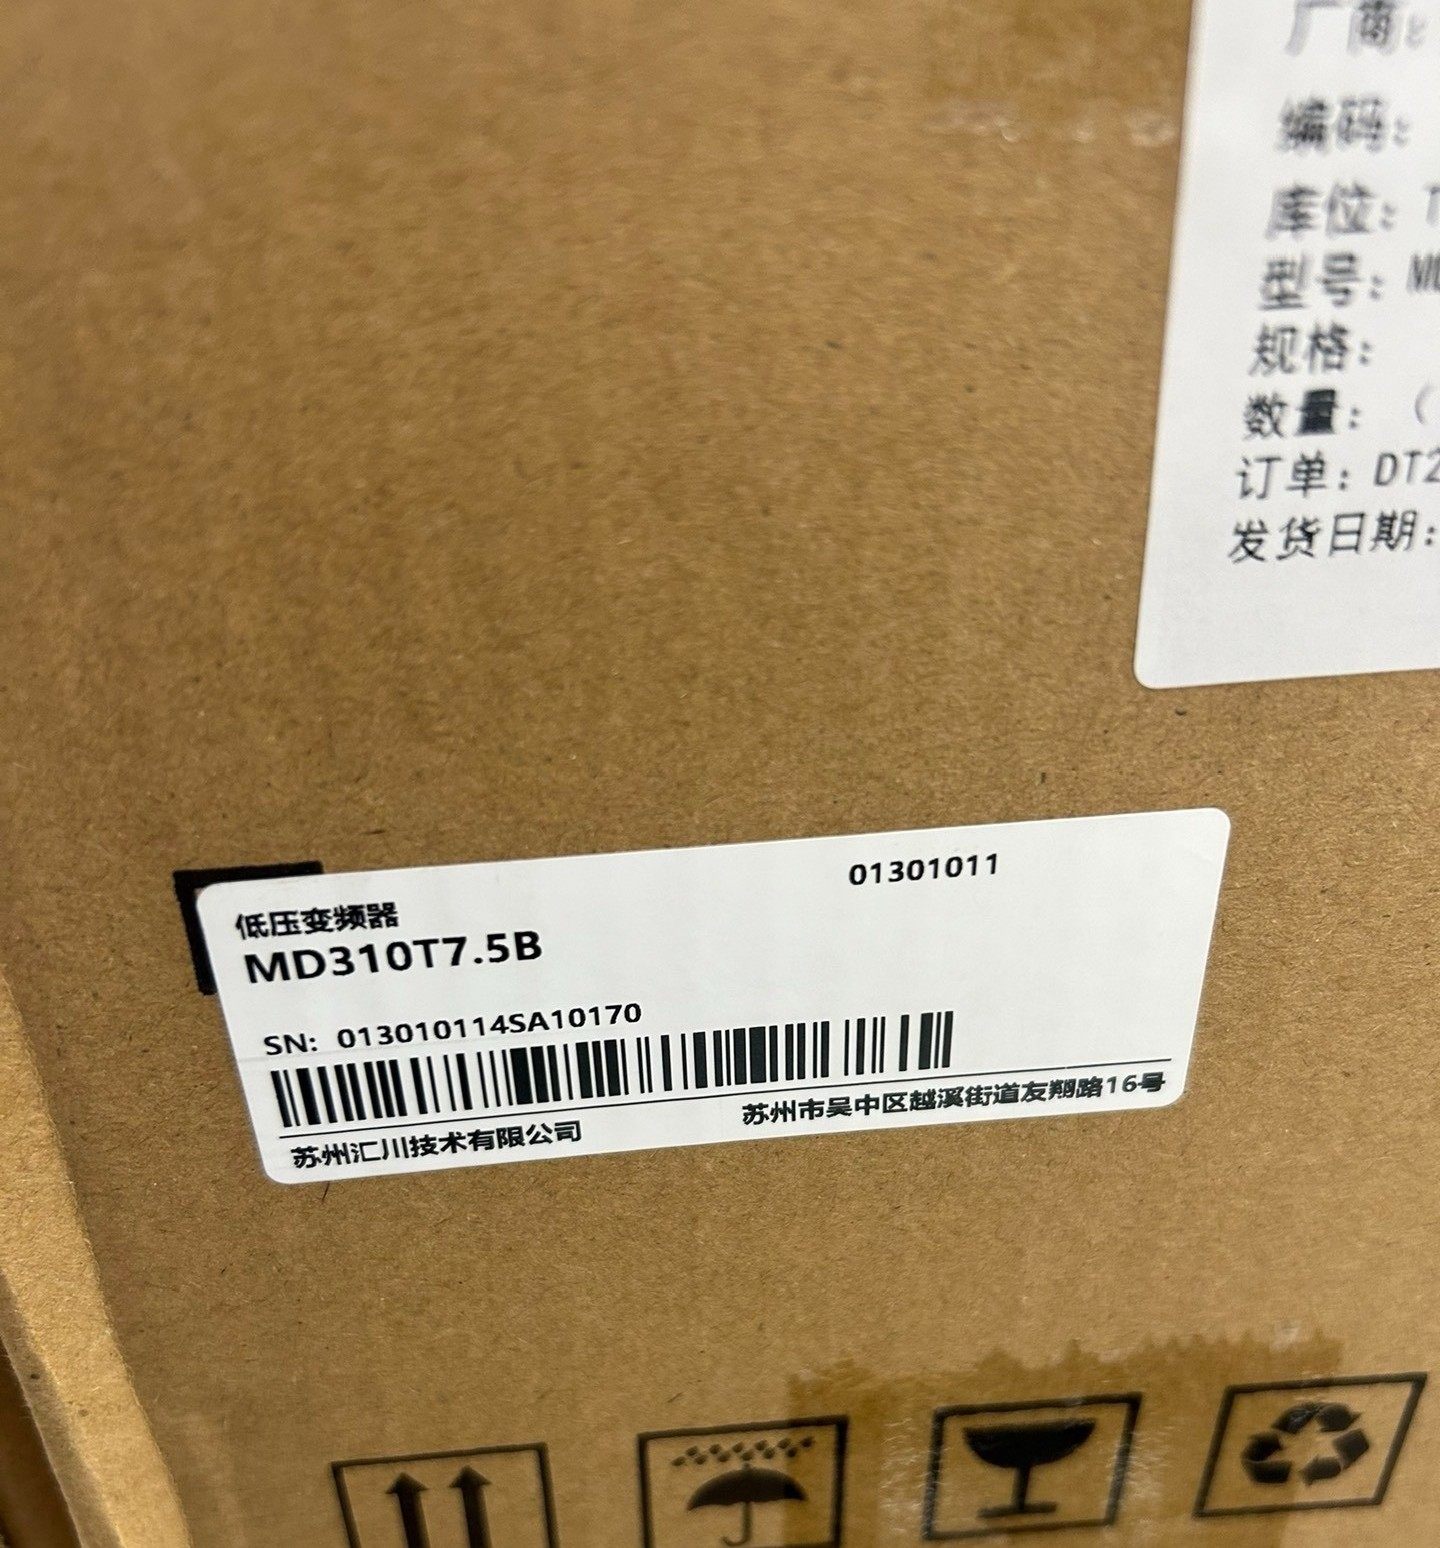 厂商:
编码:
库位: T
型号: MD
规格:
数量: (
订单: DT2
发货日期:
01301011
低压变频器
MD310T7.5B
SN: 013010114SA10170
苏州汇川技术有限公司
苏州市吴中区越溪街道友翔路16号